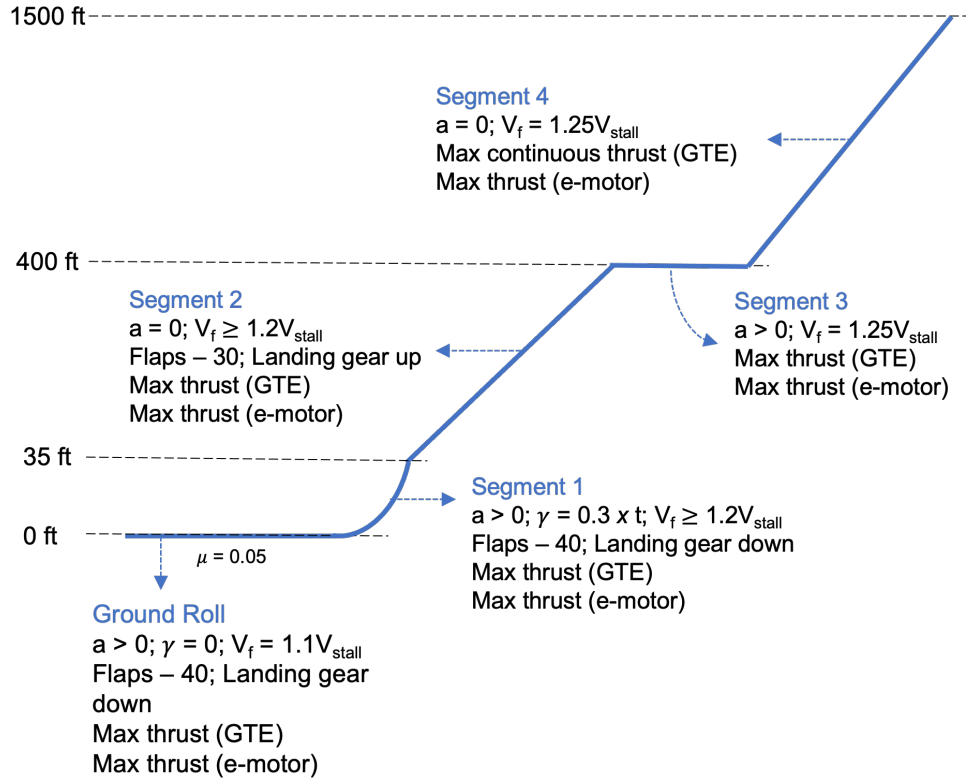 1500 ft
Segment 4
a = 0; Vf = 1.25Vstall
Max continuous thrust (GTE)
Max thrust (e-motor)
400 ft
Segment 2
a = 0; Vf ≥ 1.2Vstall
Flaps – 30; Landing gear up
Max thrust (GTE)
Max thrust (e-motor)
Segment 3
a > 0; Vf = 1.25Vstall
Max thrust (GTE)
Max thrust (e-motor)
35 ft
Segment 1
a > 0; γ = 0.3 x t; Vf ≥ 1.2Vstall
Flaps – 40; Landing gear down
Max thrust (GTE)
Max thrust (e-motor)
0 ft
μ = 0.05
Ground Roll
a > 0; γ = 0; Vf = 1.1Vstall
Flaps – 40; Landing gear
down
Max thrust (GTE)
Max thrust (e-motor)